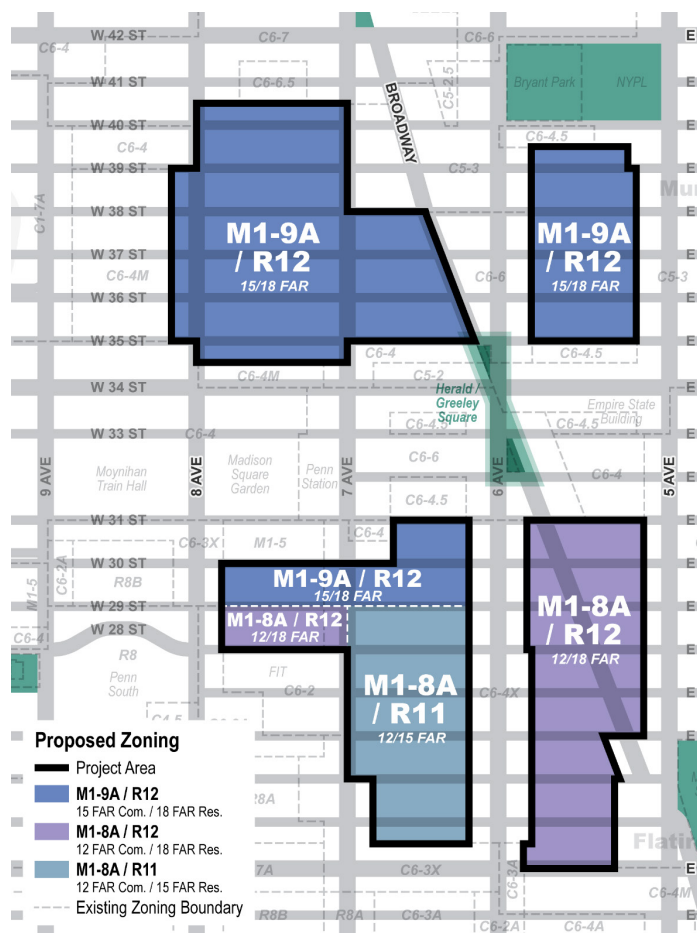 W 42 ST
C6-4
C6-7
C6-6
E
W 41 ST
C6-6.5
C5-2.5
Bryant Park
NYPL
E
BROADWAY
W 40 ST
C6-4
C6-4.5
E
W 39 ST
C5-3
E
C1-7A
W 38 ST
E
M1-9A
/ R12
15/18 FAR
M1-9A
/ R12
15/18 FAR
W 37 ST
C6-4M
C6-6
C5-3
E
W 36 ST
E
W 35 ST
C6-4
C6-4.5
E
C6-4M
C5-2
W 34 ST
Herald /
Greeley
Square
Empire State
Building
E
C6-4.5
C6-4.5
W 33 ST
C6-4
E
9 AVE
8 AVE
7 AVE
6 AVE
5 AVE
Moynihan
Train Hall
Madison
Square
Garden
Penn
Station
C6-6
C6-4
E
C6-4.5
W 31 ST
E
C6-3X
M1-5
C6-4
W 30 ST
E
M1-5
C6-2A
R8B
M1-9A / R12
15/18 FAR
W 29 ST
E
M1-8A / R12
12/18 FAR
M1-8A
/ R12
12/18 FAR
W 28 ST
C6-4
E
R8
Penn
South
FIT
C6-2
M1-8A
/ R11
12/15 FAR
C6-4X
E
C4.5
E
Proposed Zoning
Project Area
M1-9A / R12
15 FAR Com. / 18 FAR Res.
M1-8A / R12
12 FAR Com. / 18 FAR Res.
M1-8A / R11
12 FAR Com. / 15 FAR Res.
Existing Zoning Boundary
E
R8A
E
Flatir
7A
C6-3X
C6-3A
E
C6-4M
R8B
R8A
C6-3A
C6-2A
C6-4A